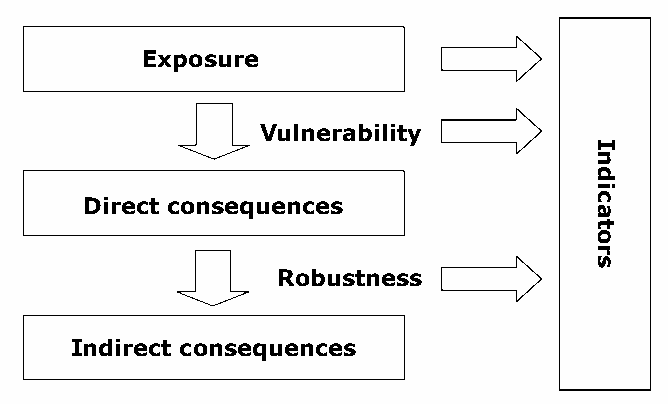 Exposure
Vulnerability
Direct consequences
Robustness
Indirect consequences
Indicators